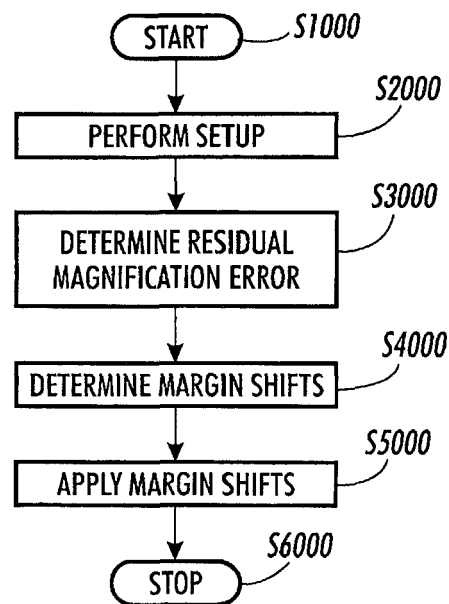 START
S1000
S2000
PERFORM SETUP
S3000
DETERMINE RESIDUAL
MAGNIFICATION ERROR
S4000
DETERMINE MARGIN SHIFTS
S5000
APPLY MARGIN SHIFTS
S6000
STOP